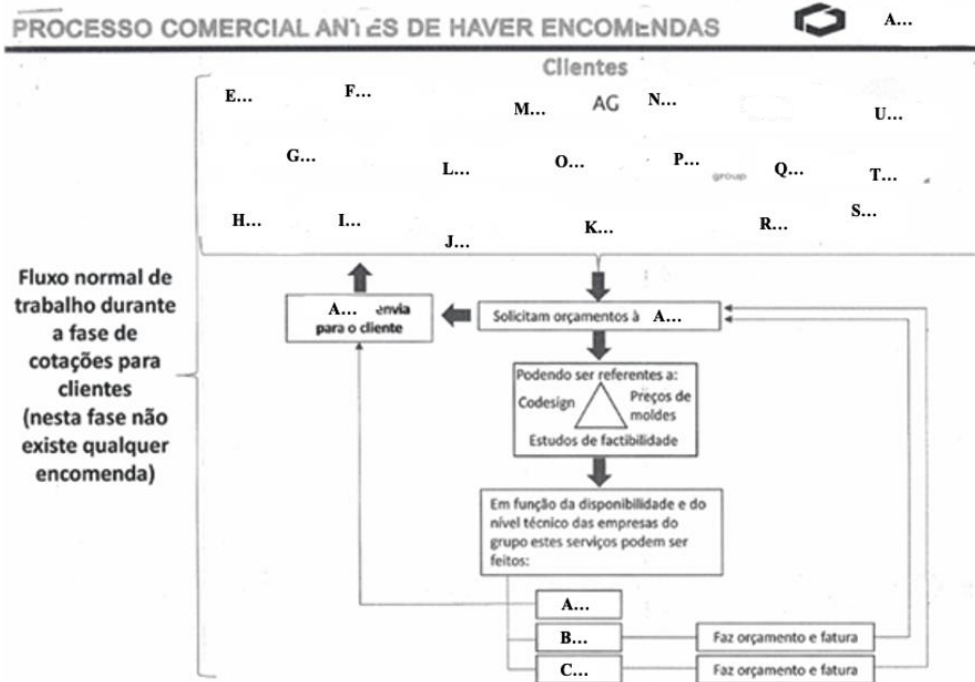 PROCESSO COMERCIAL ANTES DE HAVER ENCOMENDAS
A...
Clientes
E...
F...
M...
AG
N...
U...
G...
L...
O...
P...
group
Q...
T...
H...
I...
J...
K...
R...
S...
Fluxo normal de
trabalho durante
a fase de
cotações para
clientes
(nesta fase não
existe qualquer
encomenda)
A... envia
para o cliente
Solicitam orçamentos à A...
Podendo ser referentes a:
Codesign
Preços de
moldes
Estudos de factibilidade
Em função da disponibilidade e do
nível técnico das empresas do
grupo estes serviços podem ser
feitos:
A...
B...
Faz orçamento e fatura
C...
Faz orçamento e fatura